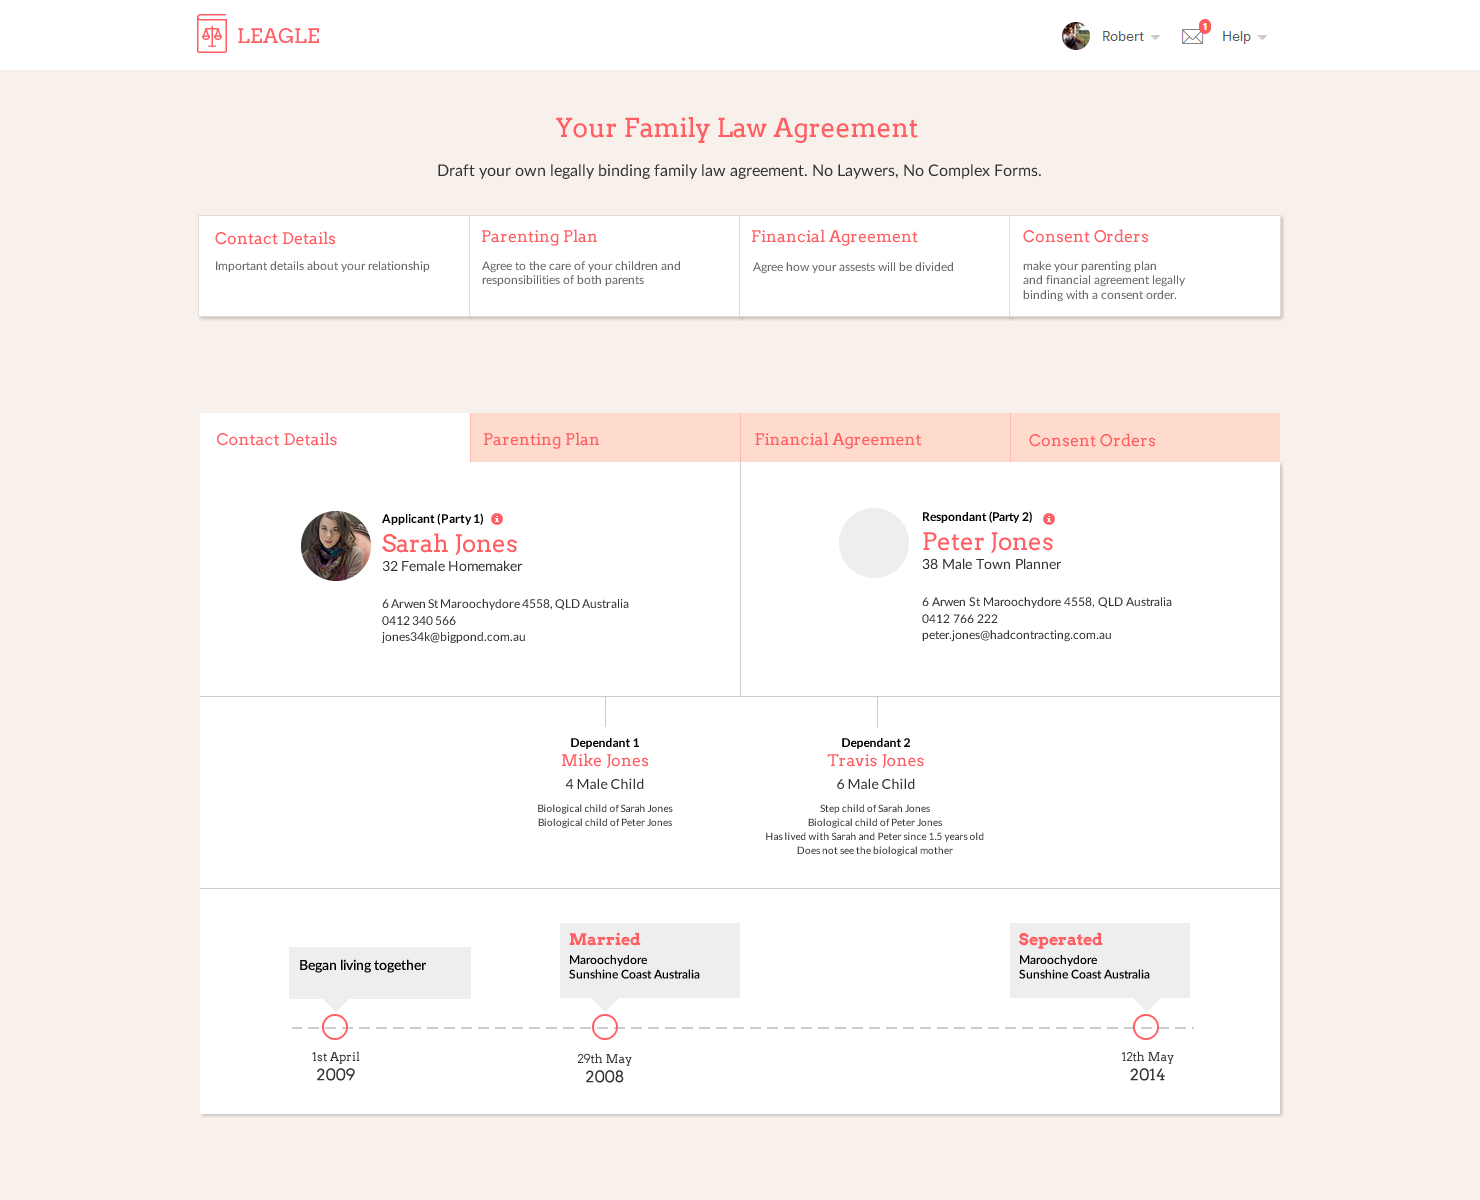 LEAGLE
Robert
1
Help
Your Family Law Agreement
Draft your own legally binding family law agreement. No Laywers, No Complex Forms.
Contact Details
Important details about your relationship
Parenting Plan
Agree to the care of your children and
responsibilities of both parents
Financial Agreement
Agree how your assests will be divided
Consent Orders
make your parenting plan
and financial agreement legally
binding with a consent order.
Contact Details
Parenting Plan
Financial Agreement
Consent Orders
Applicant (Party 1)
Sarah Jones
32 Female Homemaker
6 Arwen St Maroochydore 4558, QLD Australia
0412 340 566
jones34k@bigpond.com.au
Respondant (Party 2)
Peter Jones
38 Male Town Planner
6 Arwen St Maroochydore 4558, QLD Australia
0412 766 222
peter.jones@hadcontracting.com.au
Dependant 1
Mike Jones
4 Male Child
Biological child of Sarah Jones
Biological child of Peter Jones
Dependant 2
Travis Jones
6 Male Child
Step child of Sarah Jones
Biological child of Peter Jones
Has lived with Sarah and Peter since 1.5 years old
Does not see the biological mother
Began living together
1st April
2009
Married
Maroochydore
Sunshine Coast Australia
29th May
2008
Seperated
Maroochydore
Sunshine Coast Australia
12th May
2014